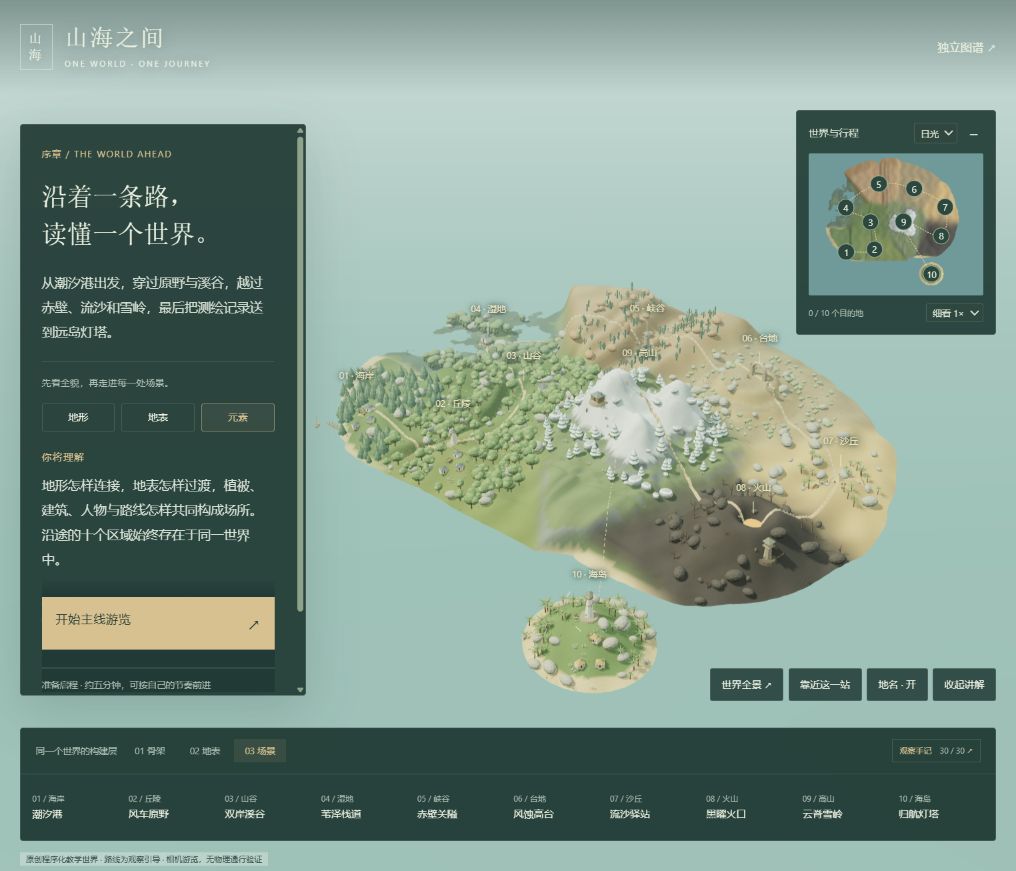 山海
山海之间
ONE WORLD · ONE JOURNEY
独立图谱 ↗
序章 / THE WORLD AHEAD
沿着一条路，
读懂一个世界。
从潮汐港出发，穿过原野与溪谷，越过
赤壁、流沙和雪岭，最后把测绘记录送
到远岛灯塔。
先看全貌，再走进每一处场景。
地形
地表
元素
你将理解
地形怎样连接，地表怎样过渡，植被、
建筑、人物与路线怎样共同构成场所。
沿途的十个区域始终存在于同一世界
中。
开始主线游览 ↗
准备启程 · 约五分钟，可按自己的节奏前进
世界与行程
日光
5
6
4
7
3
9
8
1
2
10
0 / 10 个目的地
细看 1×
04 · 湿地
05 · 峡谷
06 · 台地
03 · 山谷
09 · 高山
01 · 海岸
02 · 丘陵
07 · 沙丘
08 · 火山
10 · 海岛
世界全景 ↗
靠近这一站
地名 · 开
收起讲解
同一个世界的构建层
01 骨架
02 地表
03 场景
观察手记 30 / 30 ↗
01 / 海岸
潮汐港
02 / 丘陵
风车原野
03 / 山谷
双岸溪谷
04 / 湿地
苇泽栈道
05 / 峡谷
赤壁关隘
06 / 台地
风蚀高台
07 / 沙丘
流沙驿站
08 / 火山
黑曜火口
09 / 高山
云脊雪岭
10 / 海岛
归航灯塔
原创程序化教学世界 · 路线为观察引导 · 相机游览，无物理通行验证